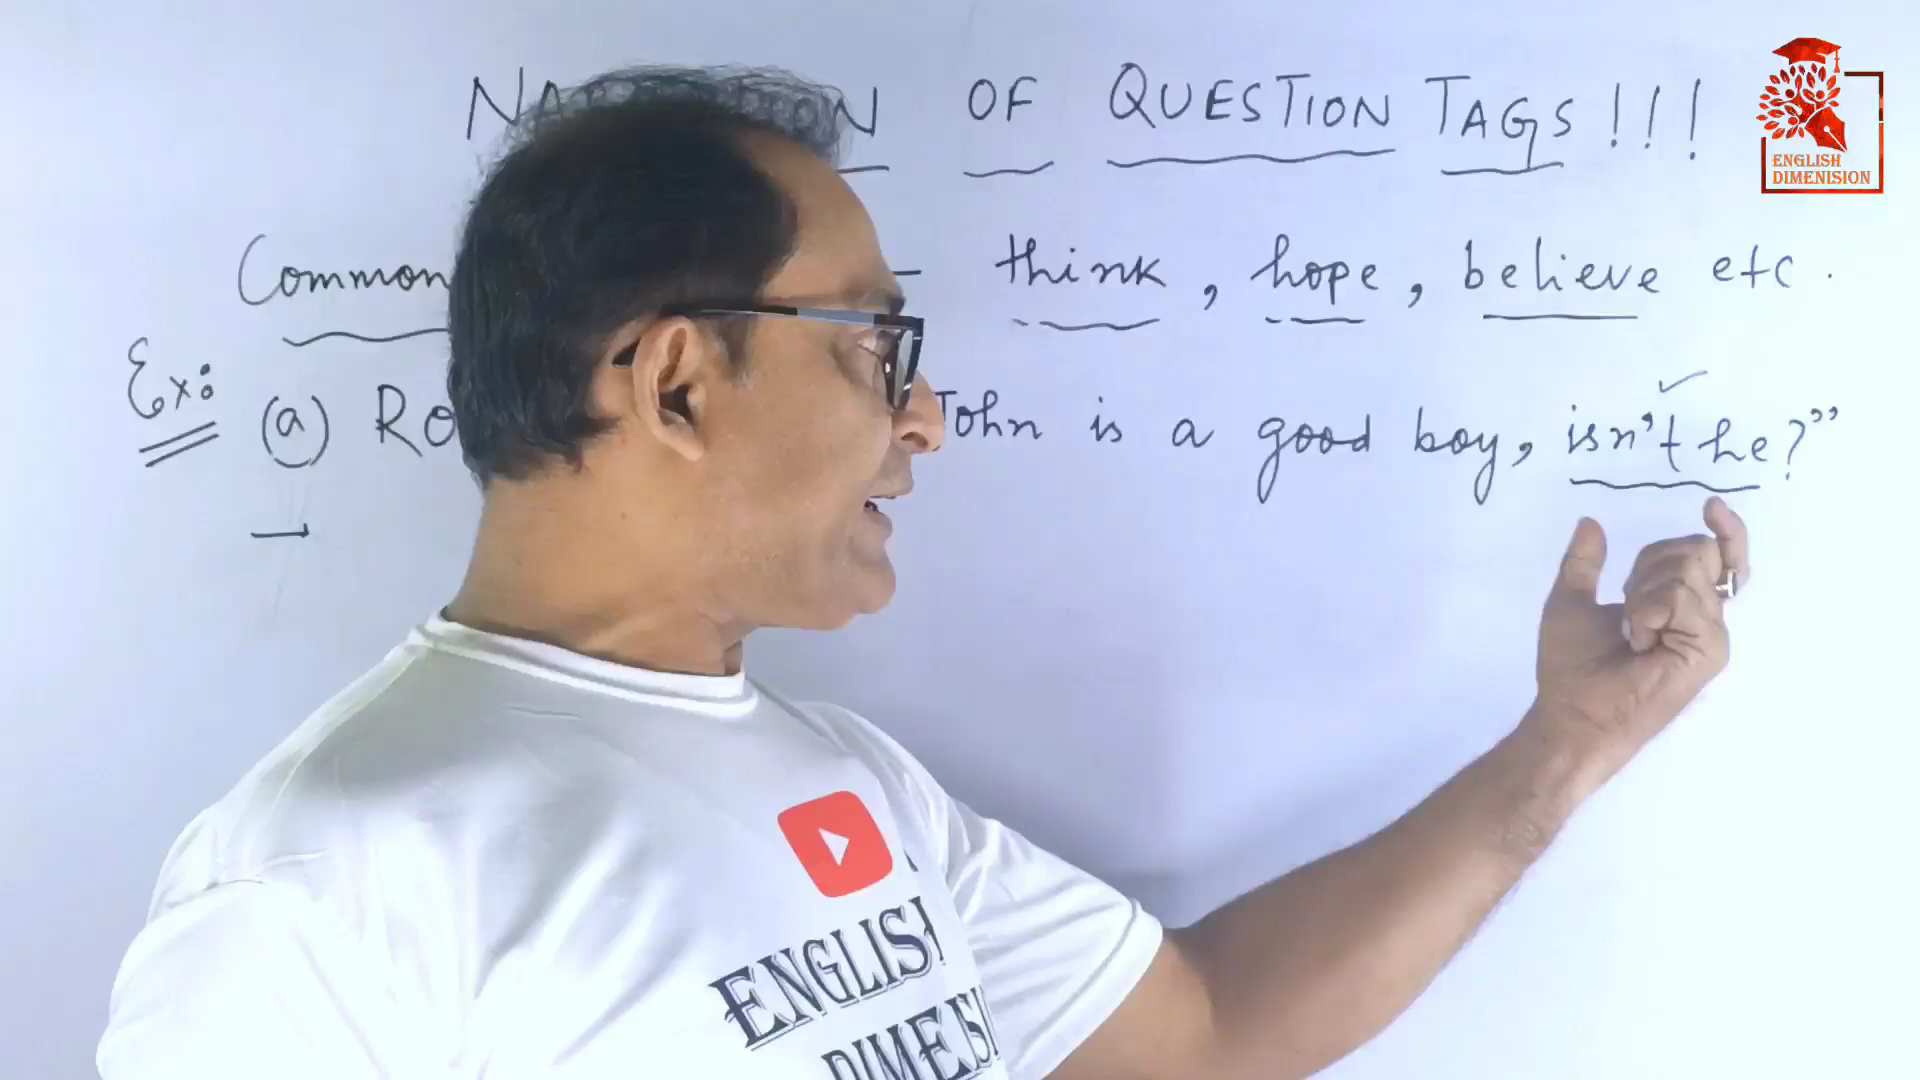 OF QUESTION TAGS!!!
Common – think, hope, believe etc.
Ex: (a) Ro John is a good boy, isn't he?"
ENGLISH
DIMENISION
ENGLISH
DIMENSI